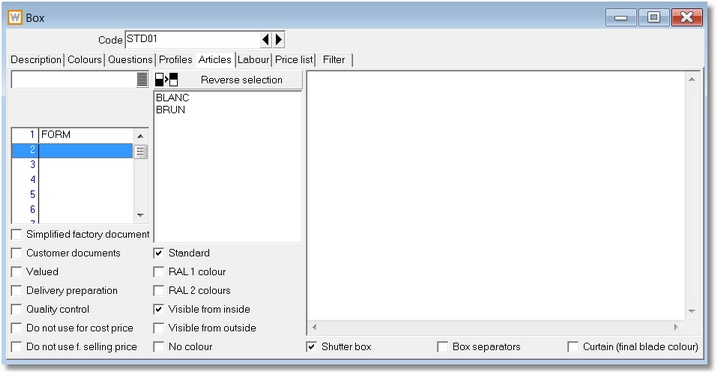 W Box
Code STD01
Description Colours Questions Profiles Articles Labour Price list Filter
Reverse selection
BLANC
BRUN
1 FORM
2
3
4
5
6
7
Simplified factory document
Customer documents Standard
Valued RAL 1 colour
Delivery preparation RAL 2 colours
Quality control Visible from inside
Do not use for cost price Visible from outside
Do not use f. selling price No colour Shutter box Box separators Curtain (final blade colour)